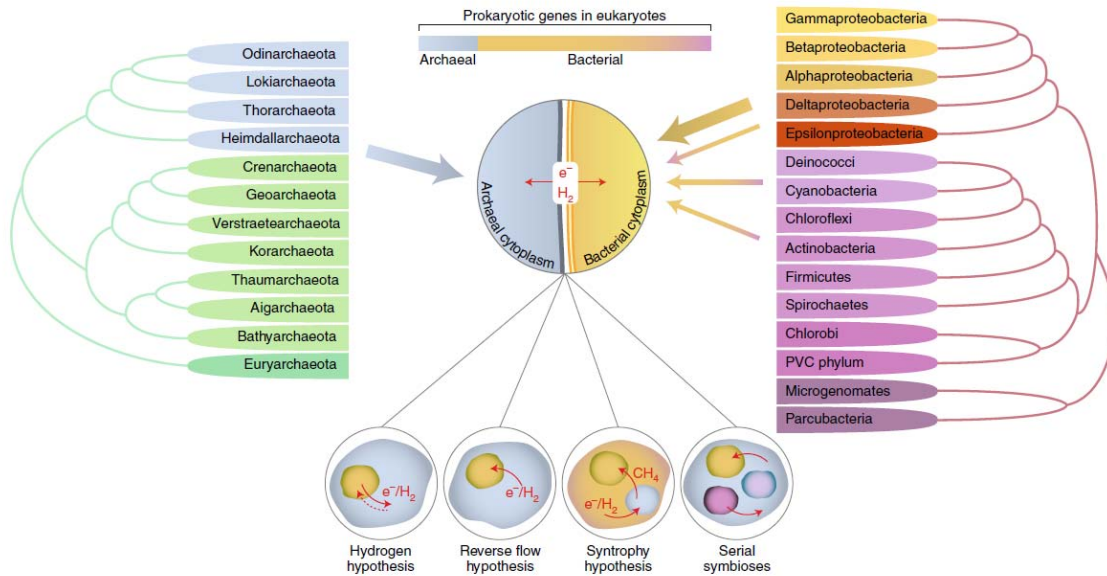 Prokaryotic genes in eukaryotes
Archaeal
Bacterial
Odinarchaeota
Lokiarchaeota
Thorarchaeota
Heimdallarchaeota
Crenarchaeota
Geoarchaeota
Verstraetearchaeota
Korarchaeota
Thaumarchaeota
Aigarchaeota
Bathyarchaeota
Euryarchaeota
Archaeal cytoplasm
e⁻
H₂
Bacterial cytoplasm
Gammaproteobacteria
Betaproteobacteria
Alphaproteobacteria
Deltaproteobacteria
Epsilonproteobacteria
Deinococci
Cyanobacteria
Chloroflexi
Actinobacteria
Firmicutes
Spirochaetes
Chlorobi
PVC phylum
Microgenomates
Parcubacteria
e⁻/H₂
Hydrogen
hypothesis
e⁻/H₂
Reverse flow
hypothesis
CH₄
e⁻/H₂
Syntrophy
hypothesis
Serial
symbioses